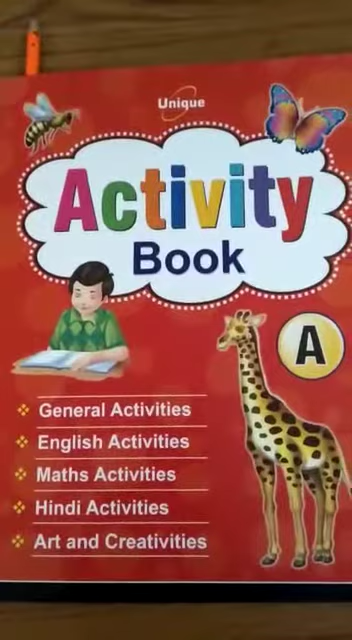 Unique
Activity
Book
A
General Activities
English Activities
Maths Activities
Hindi Activities
Art and Creativities